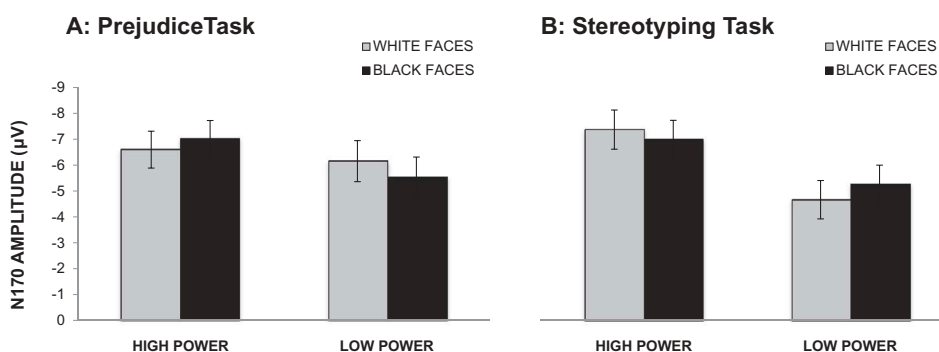 A: PrejudiceTask
B: Stereotyping Task
WHITE FACES
BLACK FACES
WHITE FACES
BLACK FACES
N170 AMPLITUDE (µV)
-9
-8
-7
-6
-5
-4
-3
-2
-1
0
HIGH POWER
LOW POWER
HIGH POWER
LOW POWER